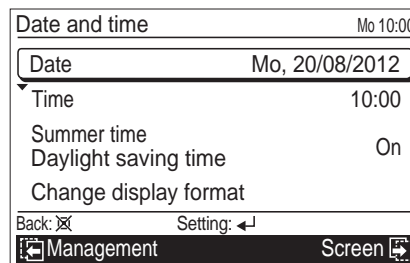 Date and time Mo 10:00
Date Mo, 20/08/2012
Time 10:00
Summer time
Daylight saving time On
Change display format
Back: Setting:
Management Screen